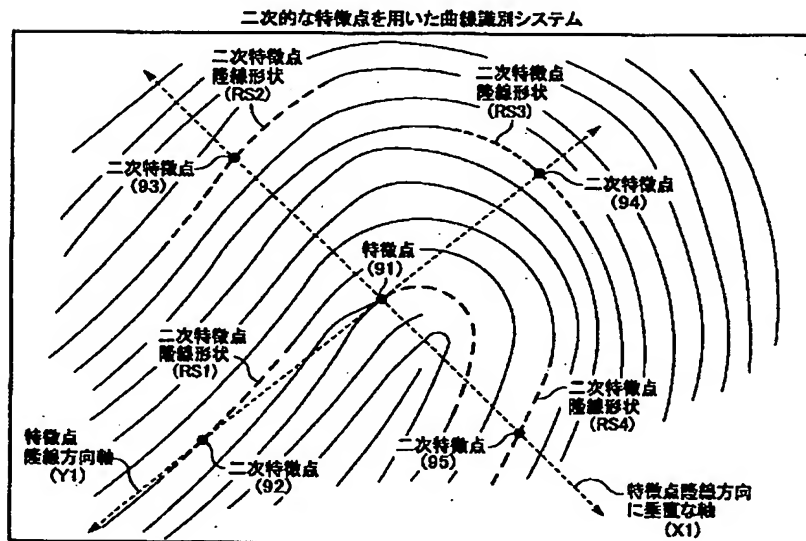 二次的な特徴点を用いた曲線識別システム
二次特徴点
隆線形状
(RS2)
二次特徴点
隆線形状
(RS3)
二次特徴点
(93)
二次特徴点
(94)
特徴点
(91)
二次特徴点
隆線形状
(RS1)
二次特徴点
隆線形状
(RS4)
特徴点
隆線方向軸
(Y1)
二次特徴点
(92)
二次特徴点
(95)
特徴点隆線方向
に垂直な軸
(X1)